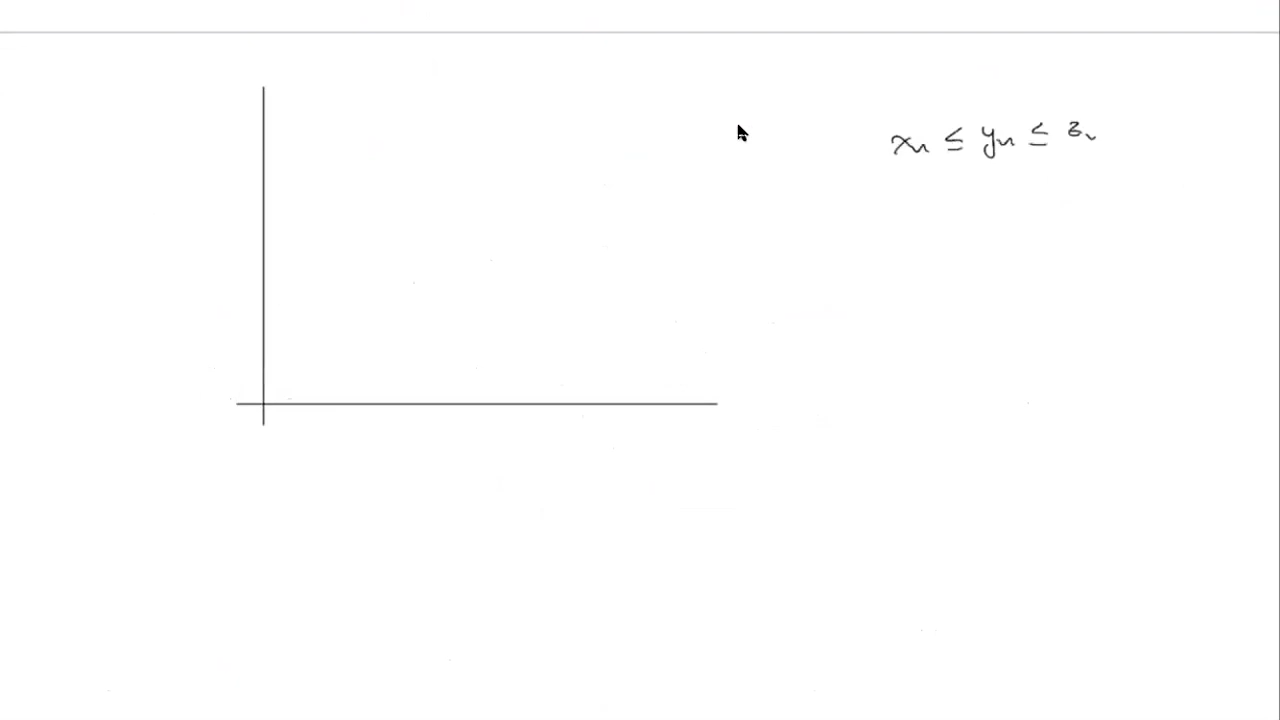 xₙ ≤ yₙ ≤ zₙ